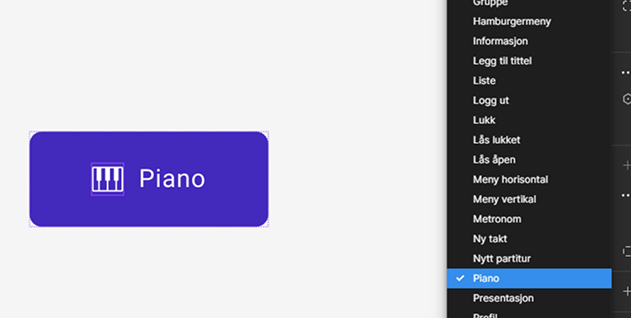 Piano
Gruppe
Hamburgermeny
Informasjon
Legg til tittel
Liste
Logg ut
Lukk
Lås lukket
Lås åpen
Meny horisontal
Meny vertikal
Metronom
Ny takt
Nytt partitur
Piano
Presentasjon
Profil